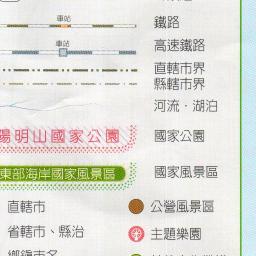 車站 鐵路
車站 高速鐵路
直轄市界
縣轄市界
河流·湖泊
陽明山國家公園 國家公園
東部海岸國家風景區 國家風景區
直轄市 公營風景區
省轄市、縣治 主題樂園